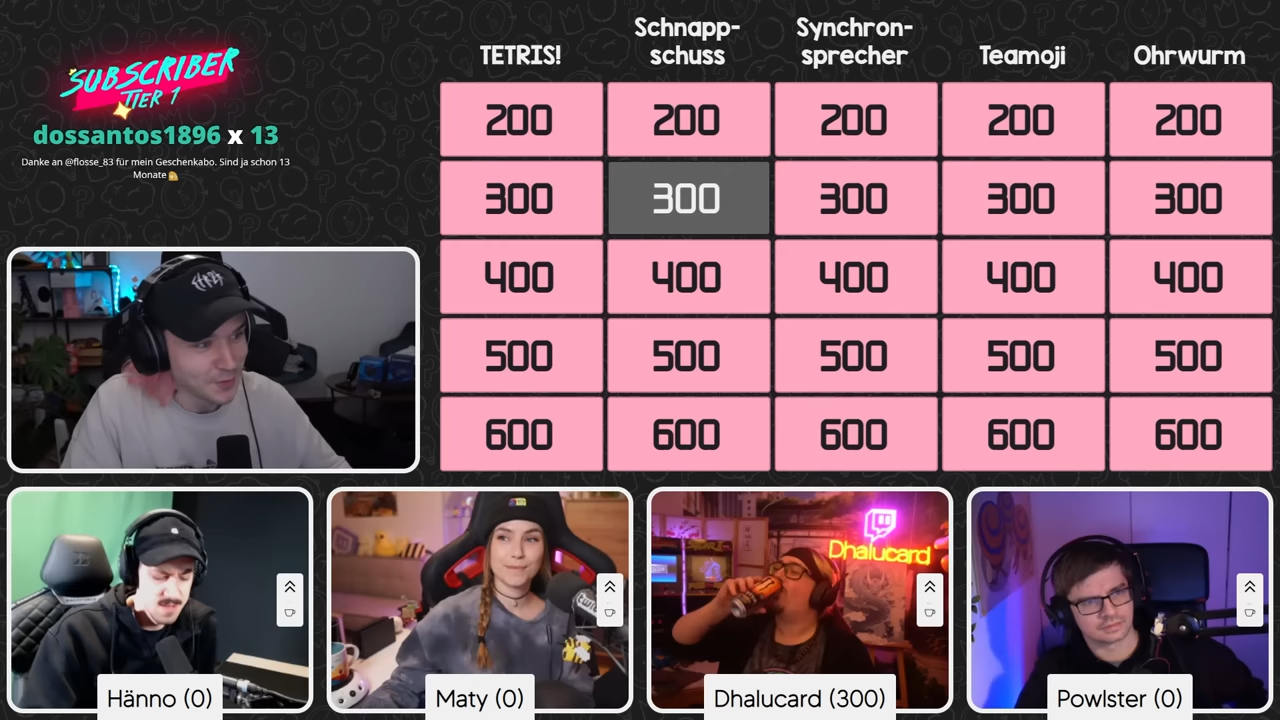 SUBSCRIBER
TIER 1
dossantos1896 x 13
Danke an @flosse_83 für mein Geschenkabo. Sind ja schon 13
Monate
TETRIS!
Schnapp-
schuss
Synchron-
sprecher
Teamoji
Ohrwurm
200 200 200 200 200
300 300 300 300 300
400 400 400 400 400
500 500 500 500 500
600 600 600 600 600
Dhalucard
Hänno (0)
Maty (0)
Dhalucard (300)
Powlster (0)